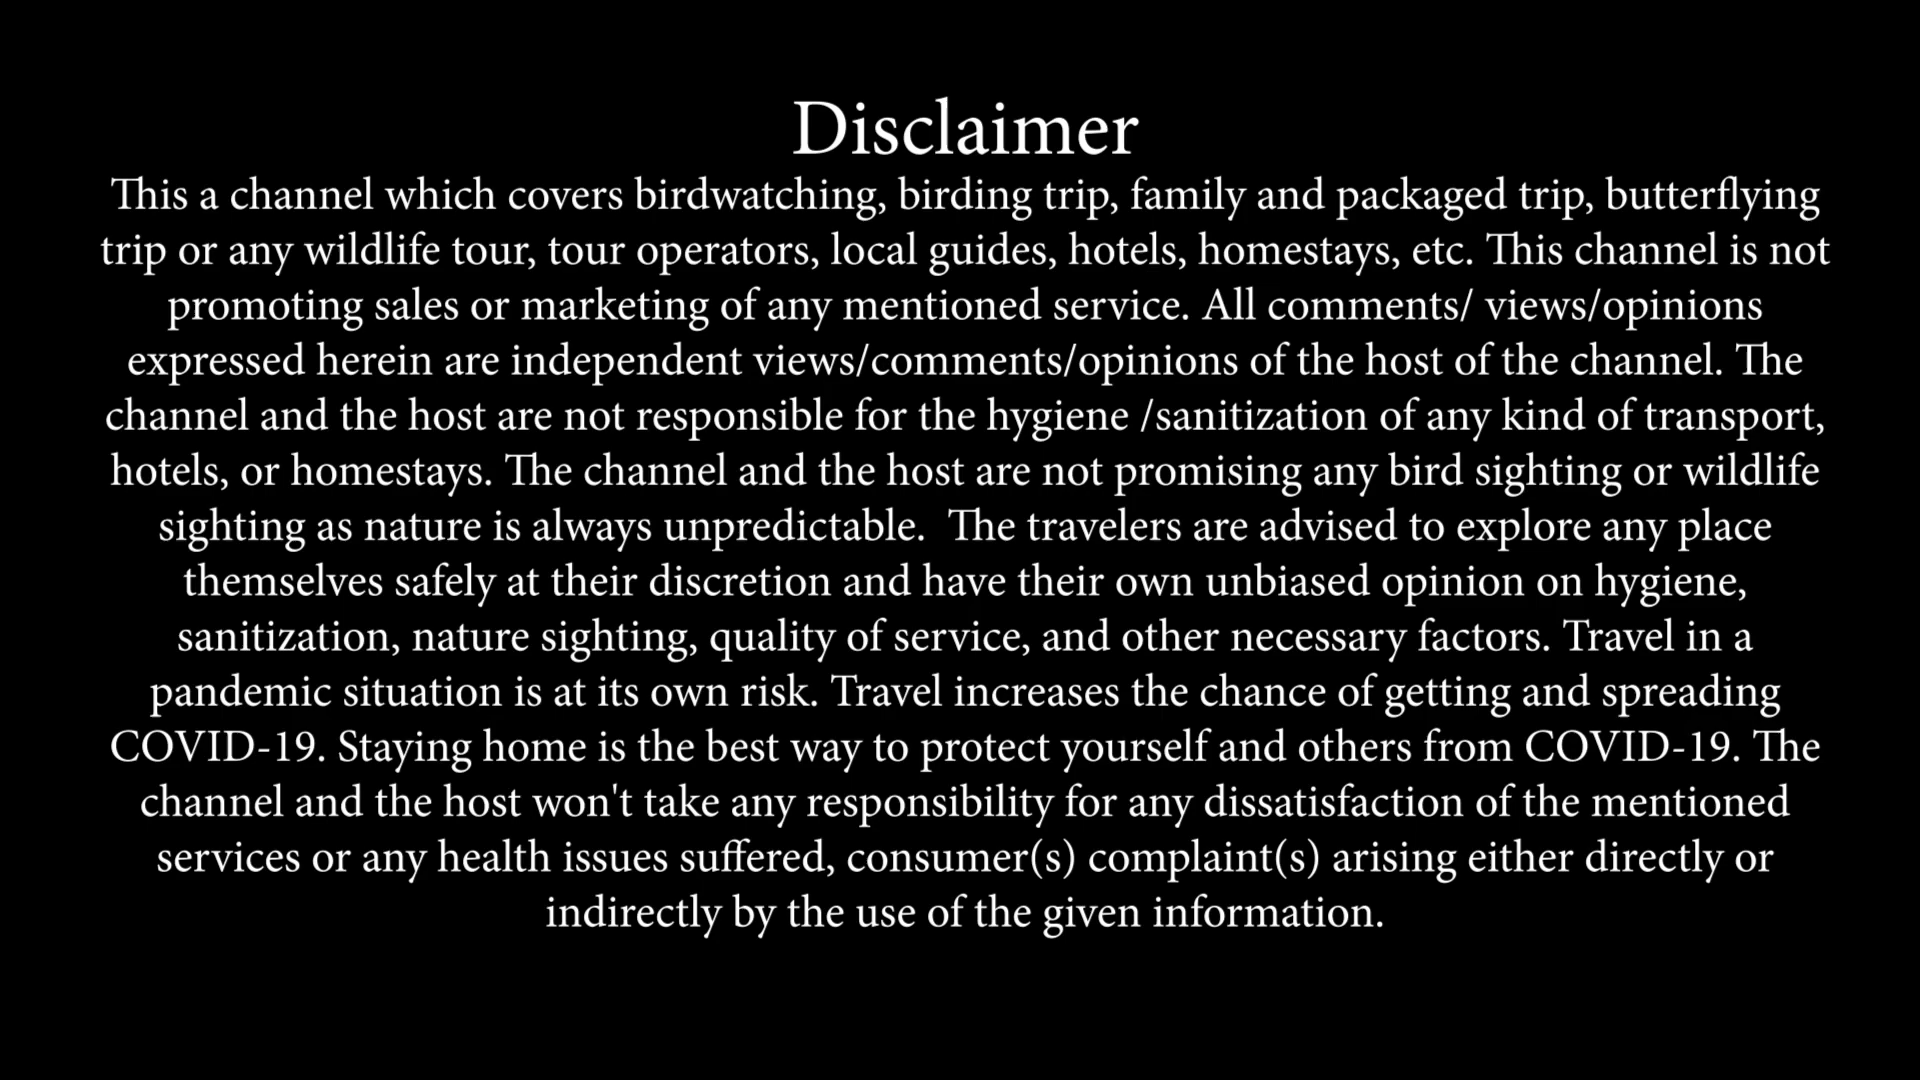 Disclaimer
This a channel which covers birdwatching, birding trip, family and packaged trip, butterflying
trip or any wildlife tour, tour operators, local guides, hotels, homestays, etc. This channel is not
promoting sales or marketing of any mentioned service. All comments/ views/opinions
expressed herein are independent views/comments/opinions of the host of the channel. The
channel and the host are not responsible for the hygiene /sanitization of any kind of transport,
hotels, or homestays. The channel and the host are not promising any bird sighting or wildlife
sighting as nature is always unpredictable.  The travelers are advised to explore any place
themselves safely at their discretion and have their own unbiased opinion on hygiene,
sanitization, nature sighting, quality of service, and other necessary factors. Travel in a
pandemic situation is at its own risk. Travel increases the chance of getting and spreading
COVID-19. Staying home is the best way to protect yourself and others from COVID-19. The
channel and the host won't take any responsibility for any dissatisfaction of the mentioned
services or any health issues suffered, consumer(s) complaint(s) arising either directly or
indirectly by the use of the given information.